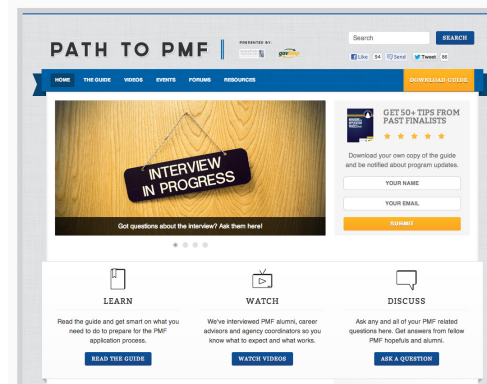 PATH TO PMF
PRESENTED BY:
govloop
Search
SEARCH
Like 54 Send Tweet 86
HOME THE GUIDE VIDEOS EVENTS FORUMS RESOURCES
DOWNLOAD GUIDE
INTERVIEW
IN PROGRESS
Got questions about the interview? Ask them here!
GET 50+ TIPS FROM
PAST FINALISTS
Download your own copy of the guide
and be notified about program updates.
YOUR NAME
YOUR EMAIL
SUBMIT
LEARN
Read the guide and get smart on what you
need to do to prepare for the PMF
application process.
READ THE GUIDE
WATCH
We've interviewed PMF alumni, career
advisors and agency coordinators so you
know what to expect and what works.
WATCH VIDEOS
DISCUSS
Ask any and all of your PMF related
questions here. Get answers from fellow
PMF hopefuls and alumni.
ASK A QUESTION